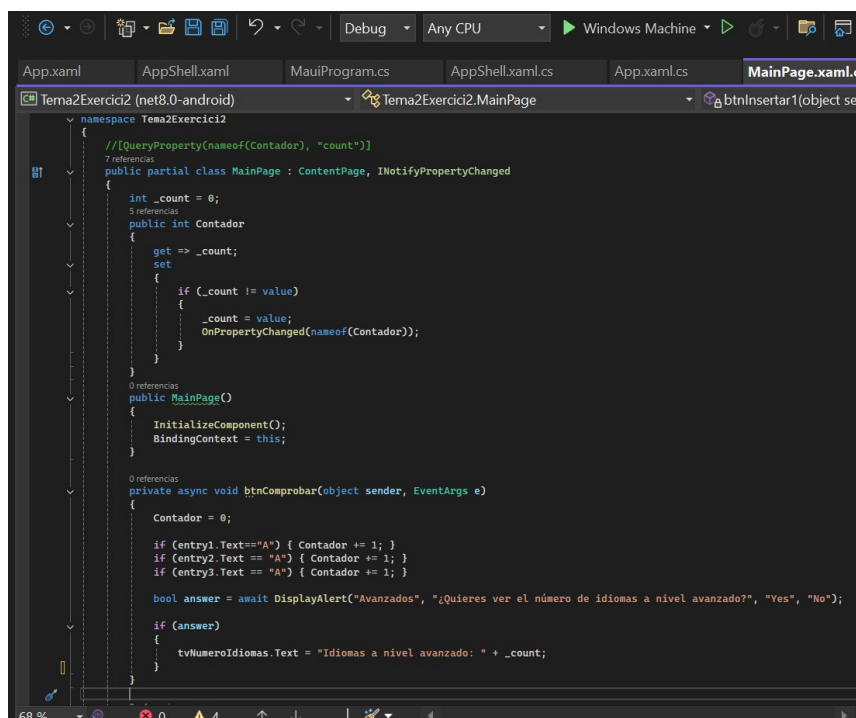 Debug Any CPU Windows Machine
App.xaml AppShell.xaml MauiProgram.cs AppShell.xaml.cs App.xaml.cs MainPage.xaml.c
C# Tema2Exercici2 (net8.0-android) Tema2Exercici2.MainPage btnInsertar1(object se
namespace Tema2Exercici2
{
//[QueryProperty(nameof(Contador), "count")]
7 referencias
public partial class MainPage : ContentPage, INotifyPropertyChanged
{
int _count = 0;
5 referencias
public int Contador
{
get => _count;
set
{
if (_count != value)
{
_count = value;
OnPropertyChanged(nameof(Contador));
}
}
}
0 referencias
public MainPage()
{
InitializeComponent();
BindingContext = this;
}
0 referencias
private async void btnComprobar(object sender, EventArgs e)
{
Contador = 0;
if (entry1.Text=="A") { Contador += 1; }
if (entry2.Text == "A") { Contador += 1; }
if (entry3.Text == "A") { Contador += 1; }
bool answer = await DisplayAlert("Avanzados", "¿Quieres ver el número de idiomas a nivel avanzado?", "Yes", "No");
if (answer)
{
tvNumeroIdiomas.Text = "Idiomas a nivel avanzado: " + _count;
}
}
68 % 0 4